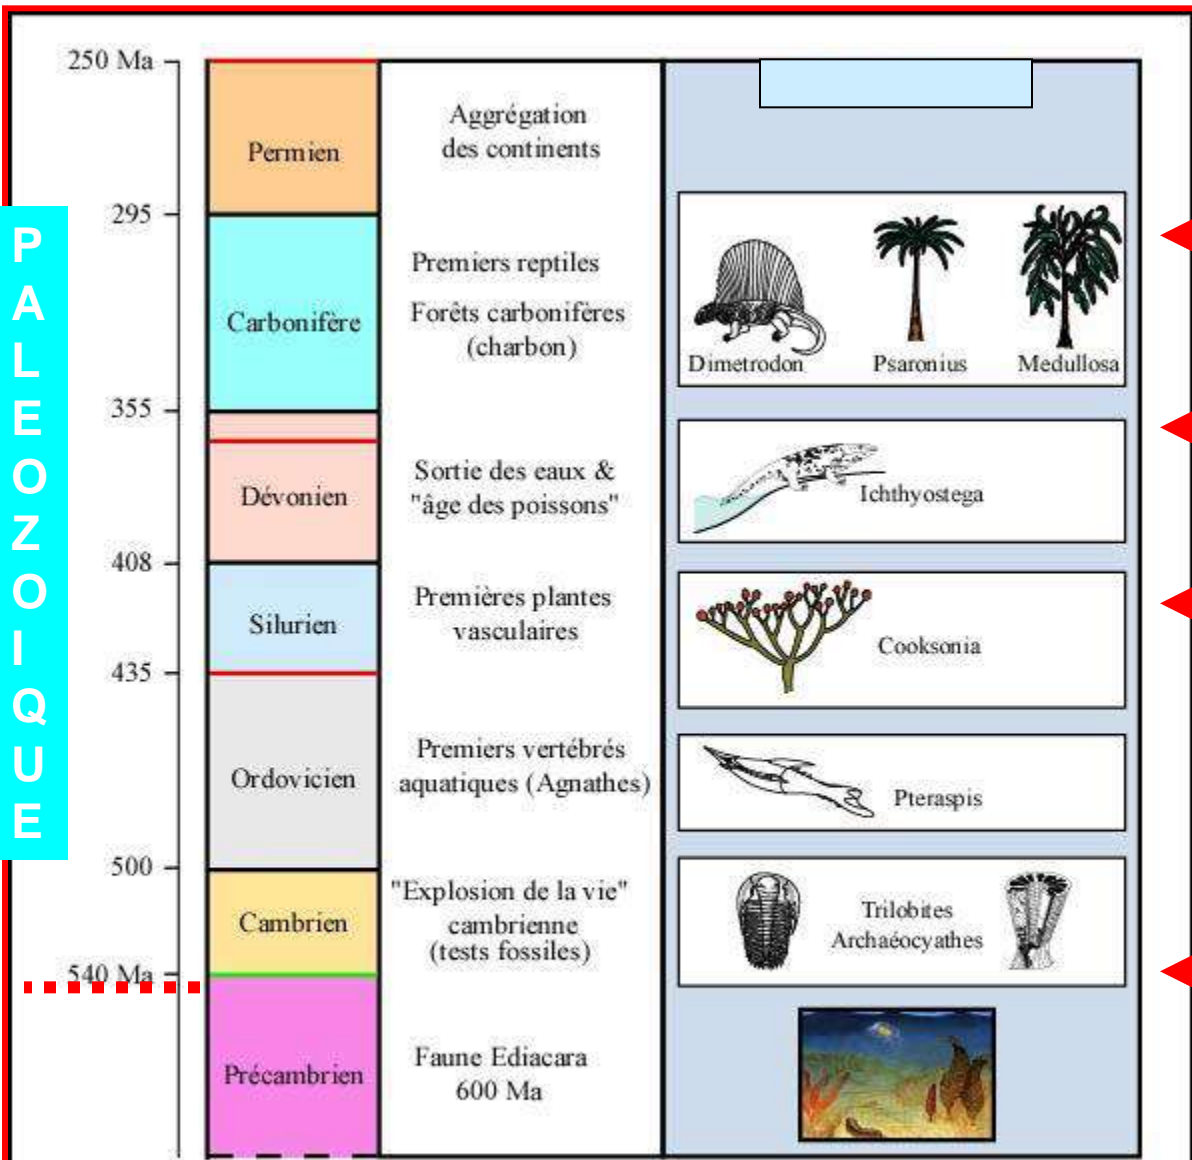 250 Ma
Permien
Aggrégation
des continents
295
PALEOZOIQUE
Carbonifère
Premiers reptiles
Forêts carbonifères
(charbon)
Dimetrodon
Psaronius
Medullosa
355
Dévonien
Sortie des eaux &
"âge des poissons"
Ichthyostega
408
Silurien
Premières plantes
vasculaires
Cooksonia
435
Ordovicien
Premiers vertébrés
aquatiques (Agnathes)
Pteraspis
500
Cambrien
"Explosion de la vie"
cambrienne
(tests fossiles)
Trilobites
Archaéocyathes
540 Ma
Précambrien
Faune Ediacara
600 Ma